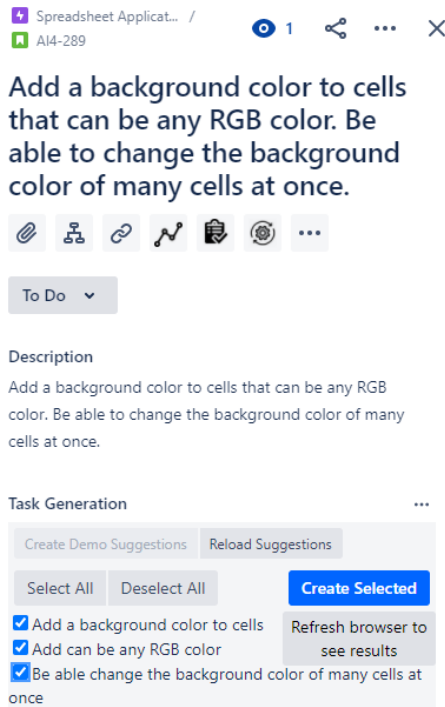 Spreadsheet Applicat... /
AI4-289
1
Add a background color to cells
that can be any RGB color. Be
able to change the background
color of many cells at once.
To Do
Description
Add a background color to cells that can be any RGB
color. Be able to change the background color of many
cells at once.
Task Generation
Create Demo Suggestions Reload Suggestions
Select All Deselect All Create Selected
Add a background color to cells
Add can be any RGB color
Refresh browser to
see results
Be able change the background color of many cells at
once